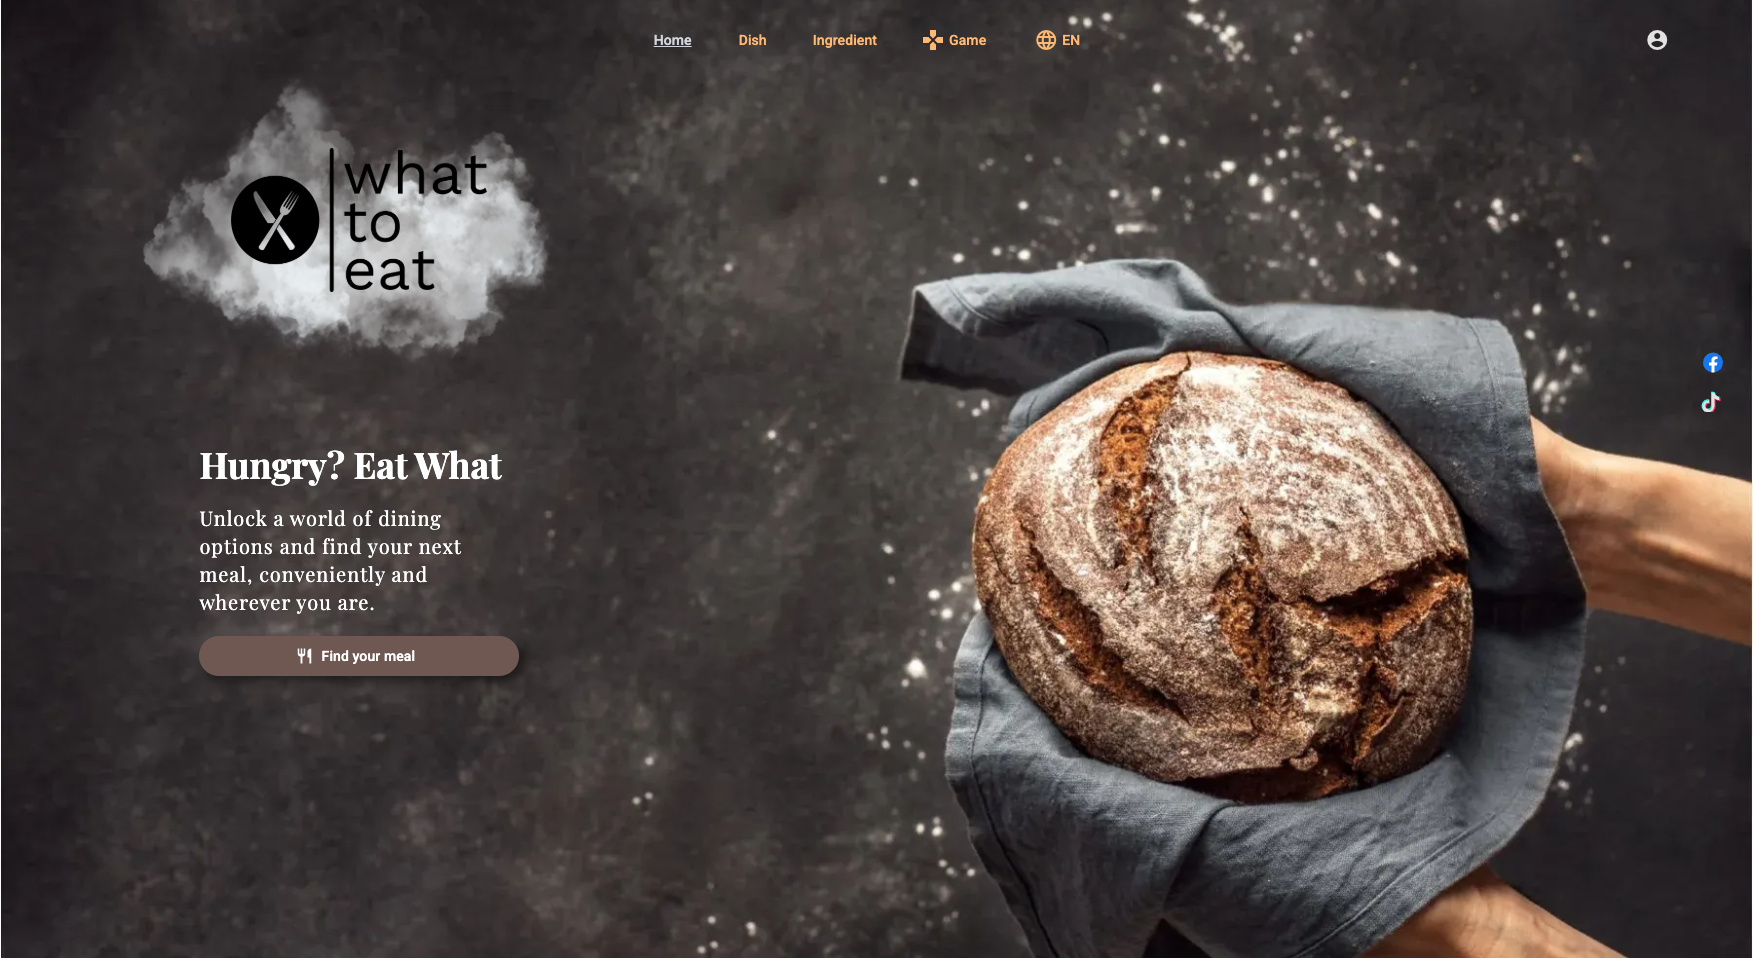 Home
Dish
Ingredient
Game
EN
what
to
eat
Hungry? Eat What
Unlock a world of dining
options and find your next
meal, conveniently and
wherever you are.
Find your meal